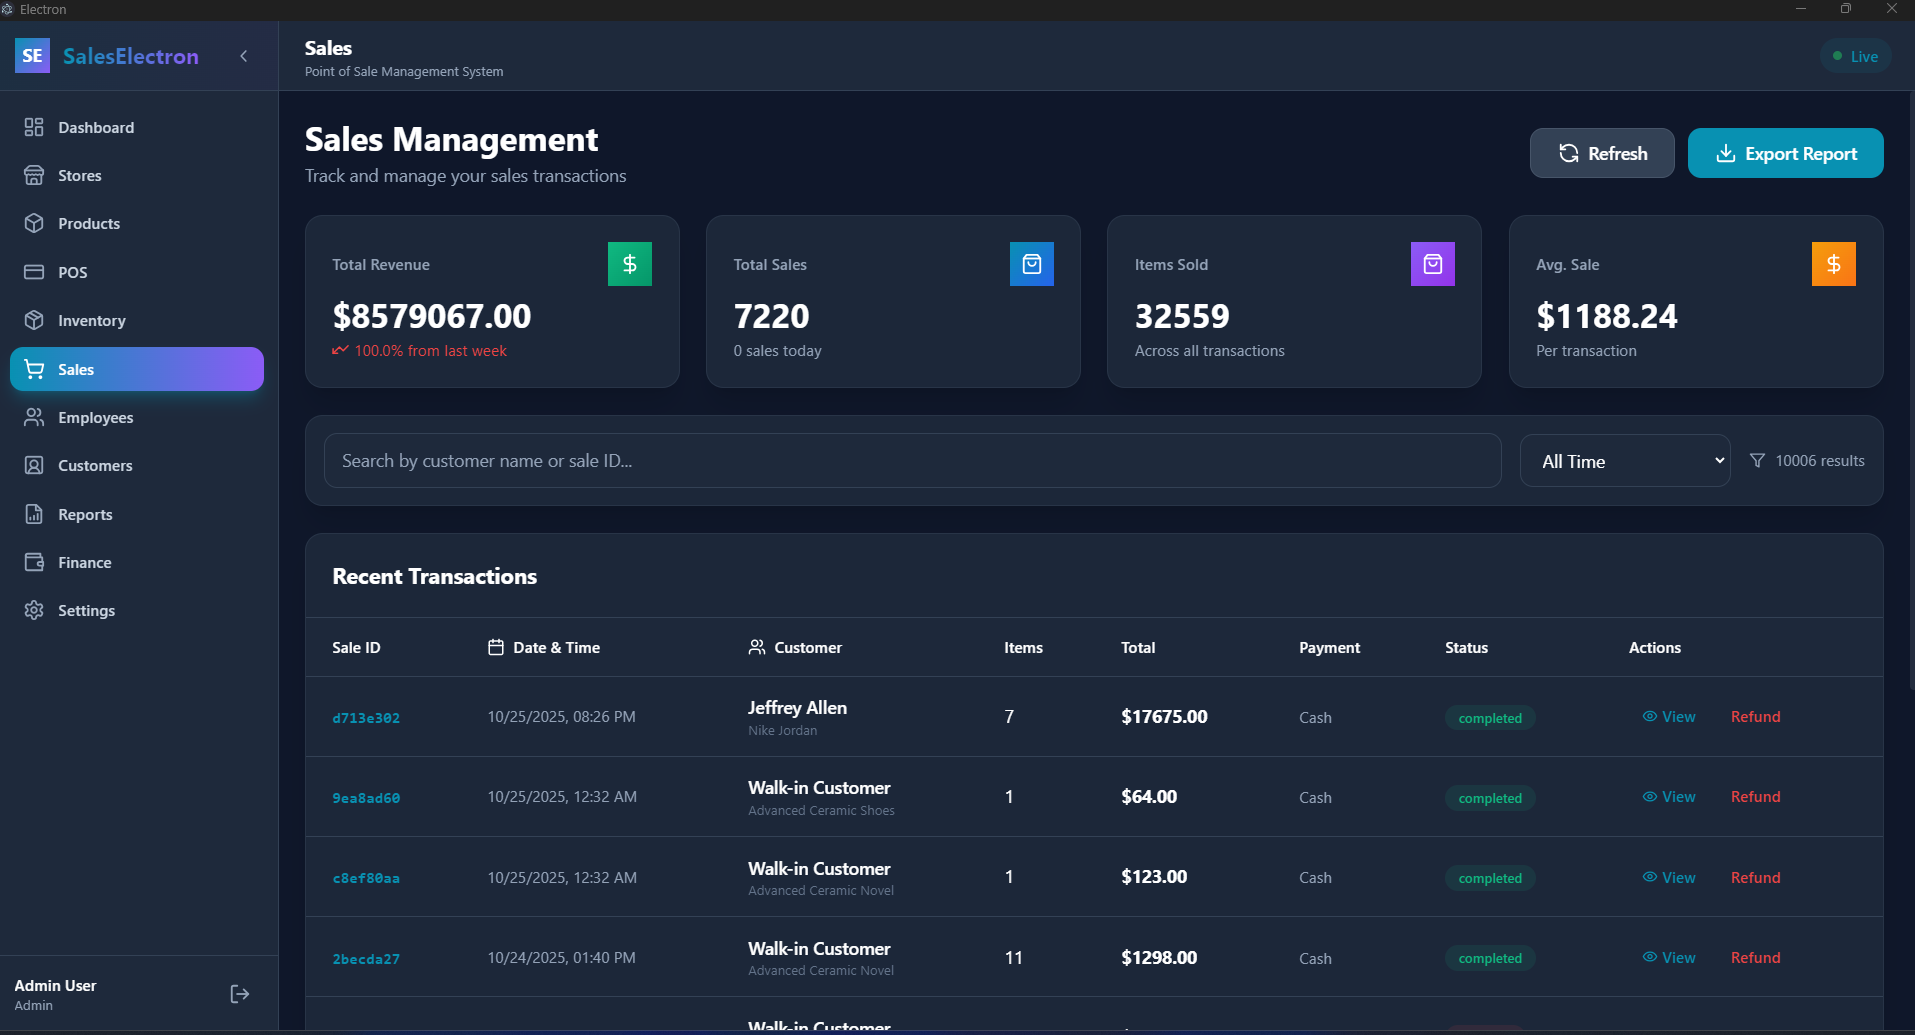 Electron
SE SalesElectron
Sales
Point of Sale Management System
Live
Dashboard
Stores
Products
POS
Inventory
Sales
Employees
Customers
Reports
Finance
Settings
Admin User
Admin
Sales Management
Track and manage your sales transactions
Refresh
Export Report
Total Revenue
$
$8579067.00
100.0% from last week
Total Sales
7220
0 sales today
Items Sold
32559
Across all transactions
Avg. Sale
$
$1188.24
Per transaction
Search by customer name or sale ID...
All Time
10006 results
Recent Transactions
Sale ID Date & Time Customer Items Total Payment Status Actions
d713e302 10/25/2025, 08:26 PM Jeffrey Allen 7 $17675.00 Cash completed View Refund
Nike Jordan
9ea8ad60 10/25/2025, 12:32 AM Walk-in Customer 1 $64.00 Cash completed View Refund
Advanced Ceramic Shoes
c8ef80aa 10/25/2025, 12:32 AM Walk-in Customer 1 $123.00 Cash completed View Refund
Advanced Ceramic Novel
2becda27 10/24/2025, 01:40 PM Walk-in Customer 11 $1298.00 Cash completed View Refund
Advanced Ceramic Novel
Walk-in Customer